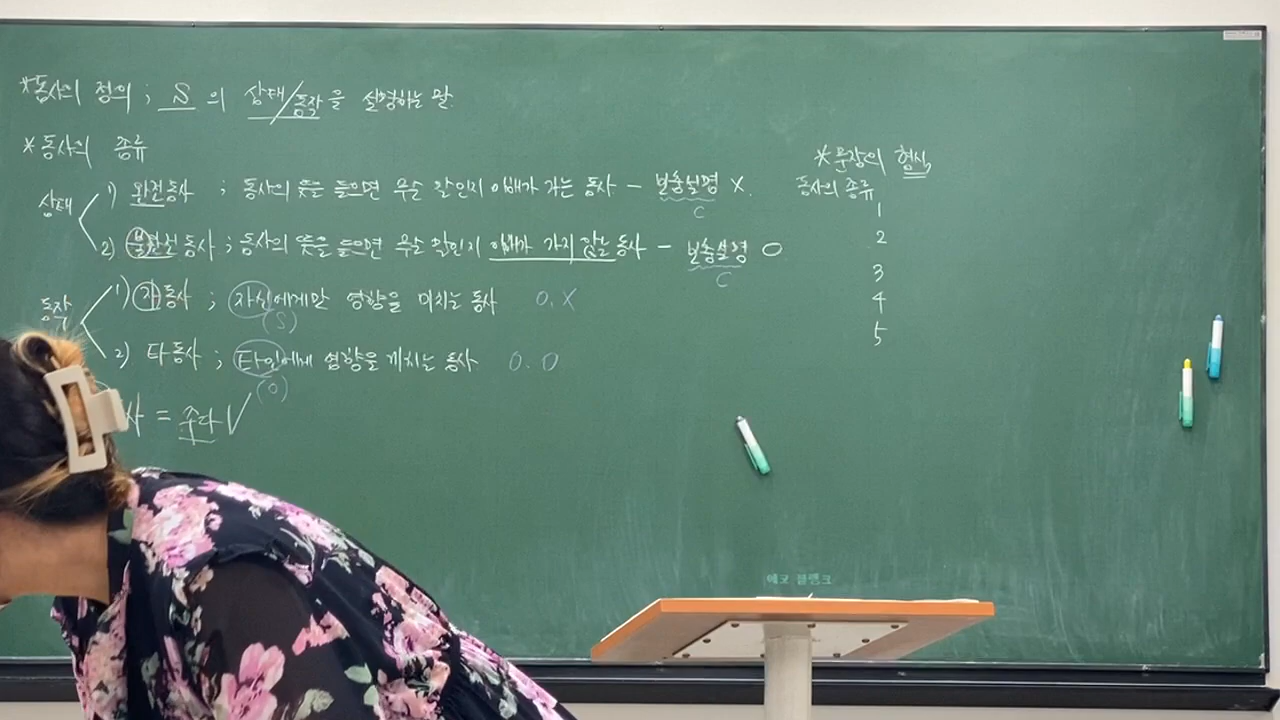 *동사의 정의 ; S 의 상태/동작을 설명하는 말.
*동사의 종류
상태
1) 완전동사 ; 동사의 뜻을 들으면 무슨 말인지 이해가 가는 동사 - 보충설명 X.
C
2) 불완전동사 ; 동사의 뜻을 들으면 무슨 말인지 이해가 가지 않는 동사 - 보충설명 O
C
동작
1) 자동사 ; 자신에게만 영향을 미치는 동사 O.X
(S)
2) 타동사 ; 타인에게 영향을 끼치는 동사 O.O
(O)
사 = 준다 V
*문장의 형식
동사의 종류
1
2
3
4
5
에코 블랭크